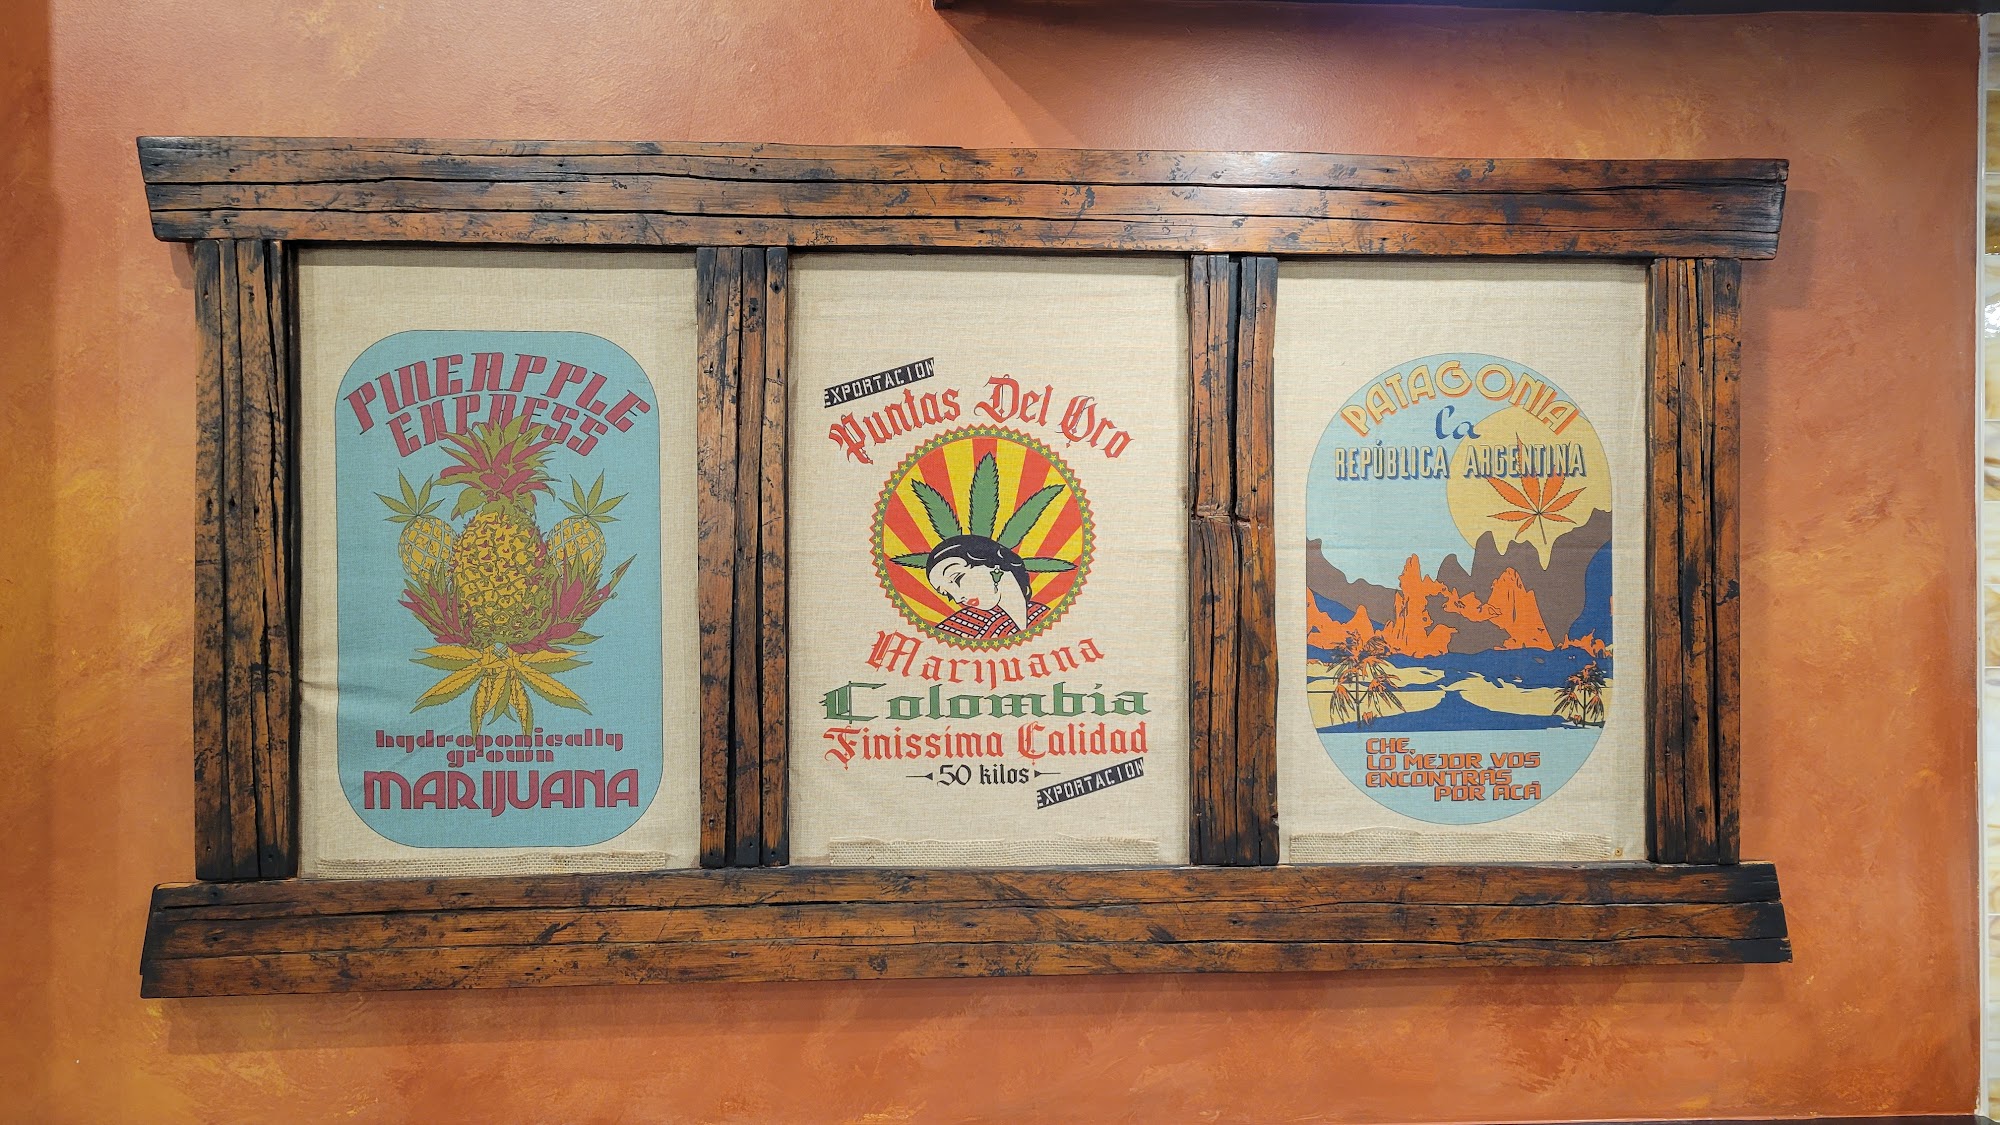 PINEAPPLE
EXPRESS
hydroponically
grown
MARIJUANA
EXPORTACION
Puntas Del Oro
Marijuana
Colombia
Finissima Calidad
50 kilos
EXPORTACION
PATAGONIA
La
REPÚBLICA ARGENTINA
CHE,
LO MEJOR VOS
ENCONTRÁS
POR ACÁ